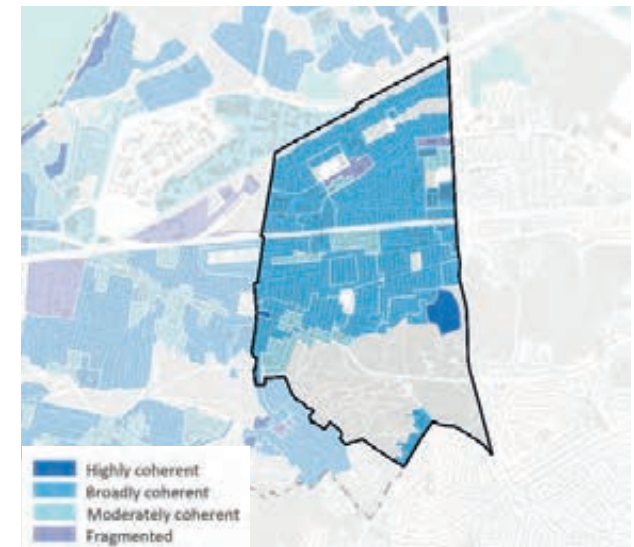 Highly coherent
Broadly coherent
Moderately coherent
Fragmented